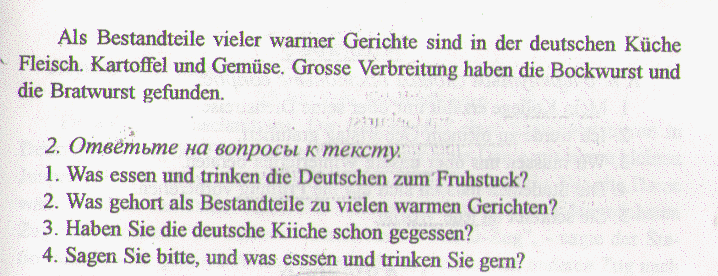 Als Bestandteile vieler warmer Gerichte sind in der deutschen Küche
Fleisch. Kartoffel und Gemüse. Grosse Verbreitung haben die Bockwurst und
die Bratwurst gefunden.
2. Ответьте на вопросы к тексту.
1. Was essen und trinken die Deutschen zum Fruhstuck?
2. Was gehort als Bestandteile zu vielen warmen Gerichten?
3. Haben Sie die deutsche Kiiche schon gegessen?
4. Sagen Sie bitte, und was esssén und trinken Sie gern?